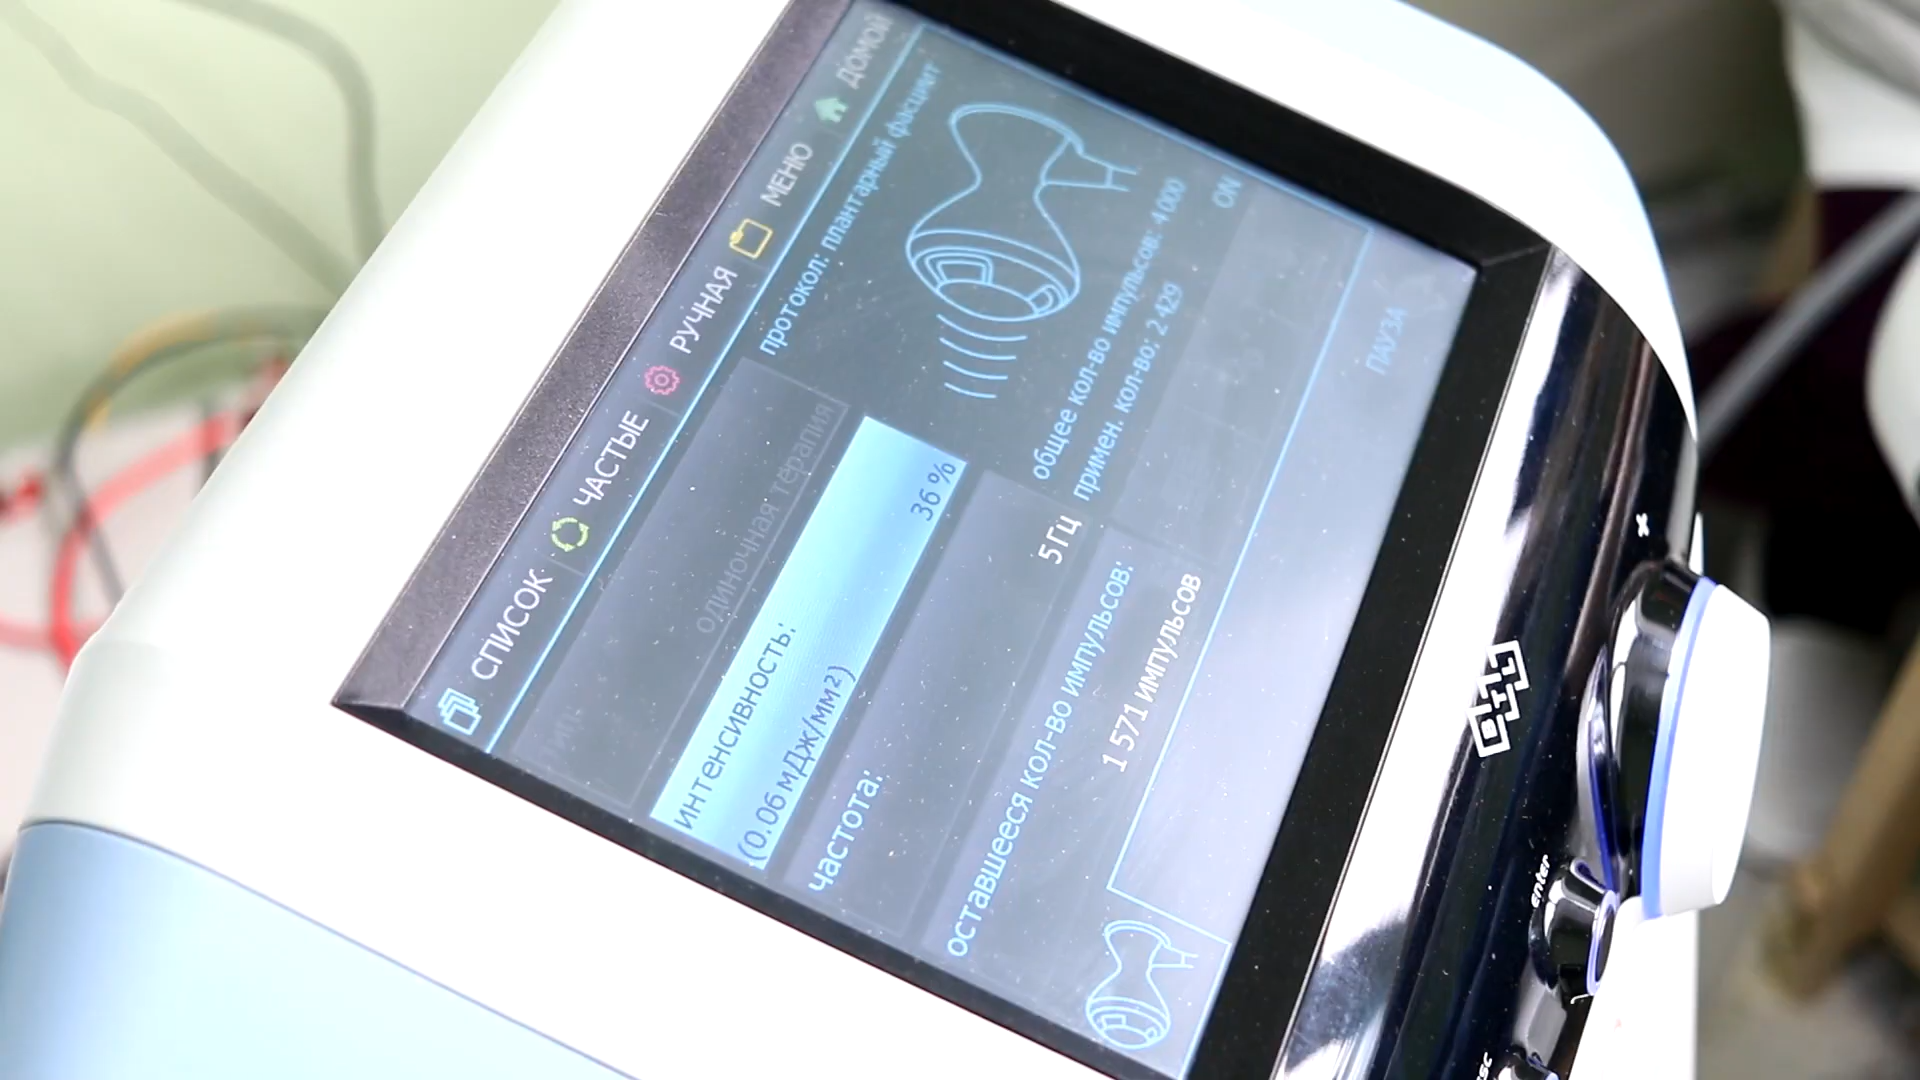 СПИСОК ЧАСТЫЕ РУЧНАЯ МЕНЮ ДОМОЙ
протокол: плантарный фасциит
одиночная терапия
интенсивность: 36 %
(0.06 мДж/мм²)
частота: 5 Гц
общее кол-во импульсов: 4 000
примен. кол-во: 2 429
ON
оставшееся кол-во импульсов:
1 571 импульсов
ПАУЗА
enter